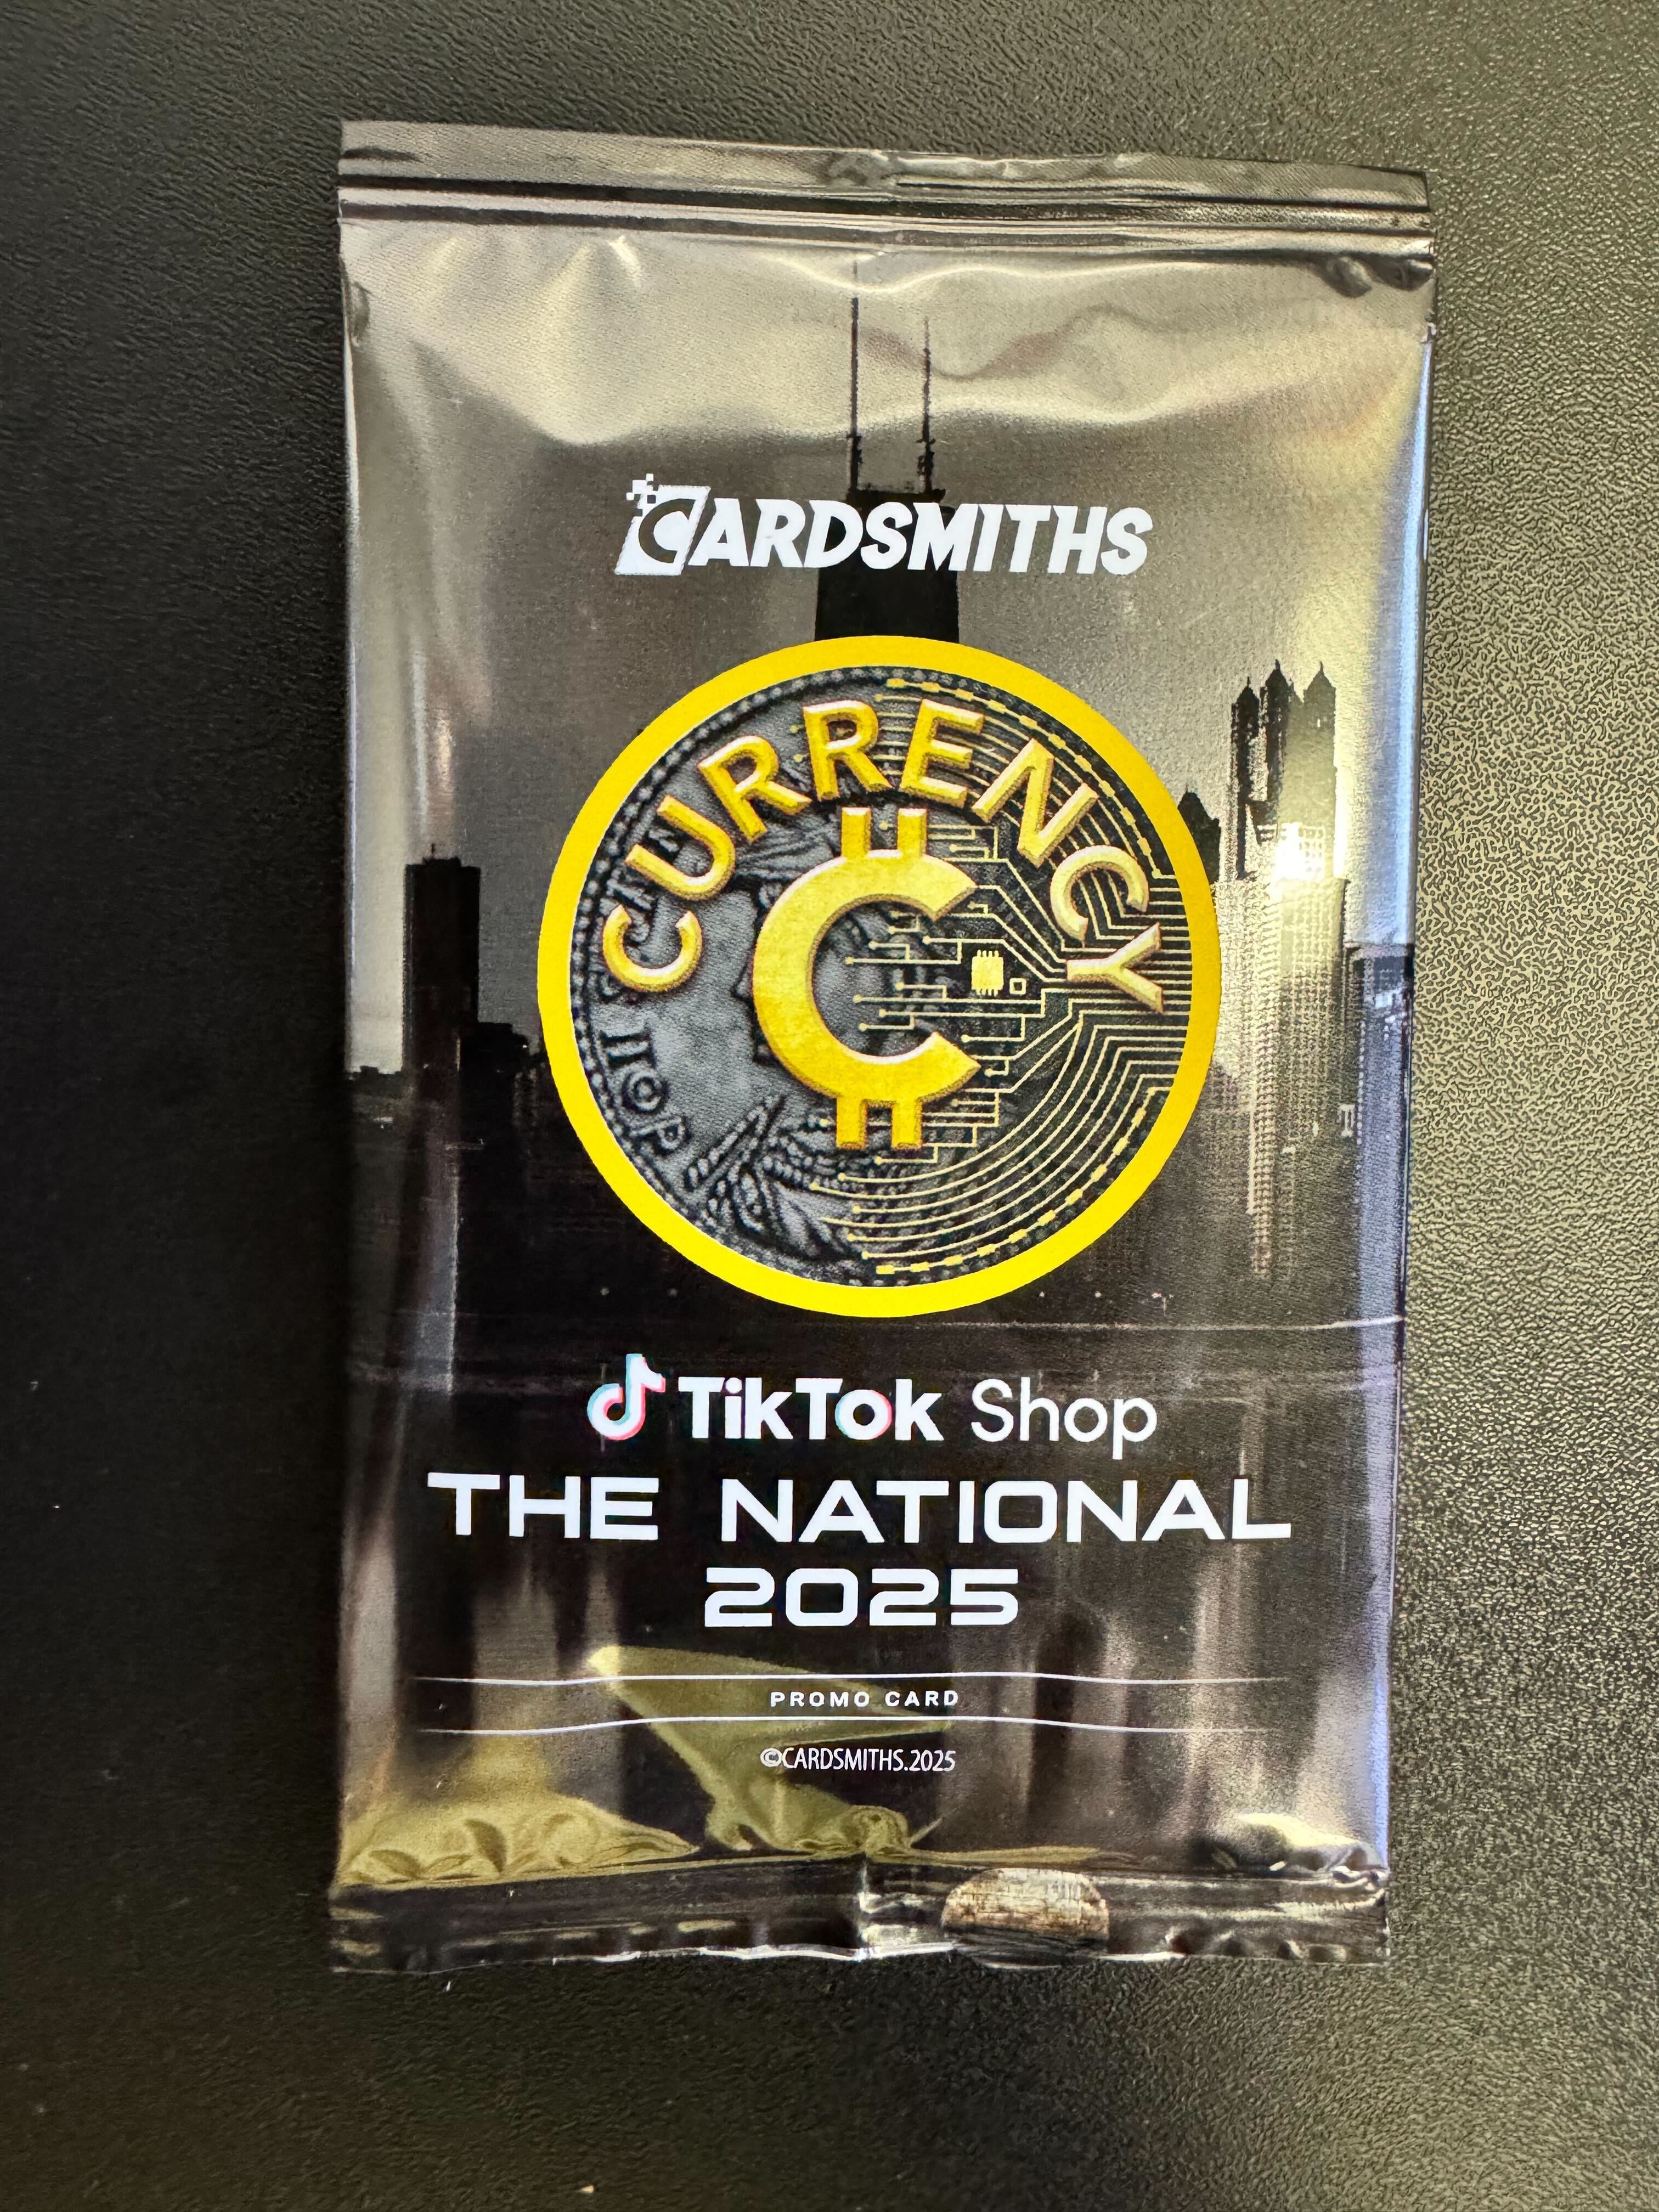 CARDSMITHS
CURRENCY
TikTok Shop
THE NATIONAL
2025
PROMO CARD
©CARDSMITHS.2025